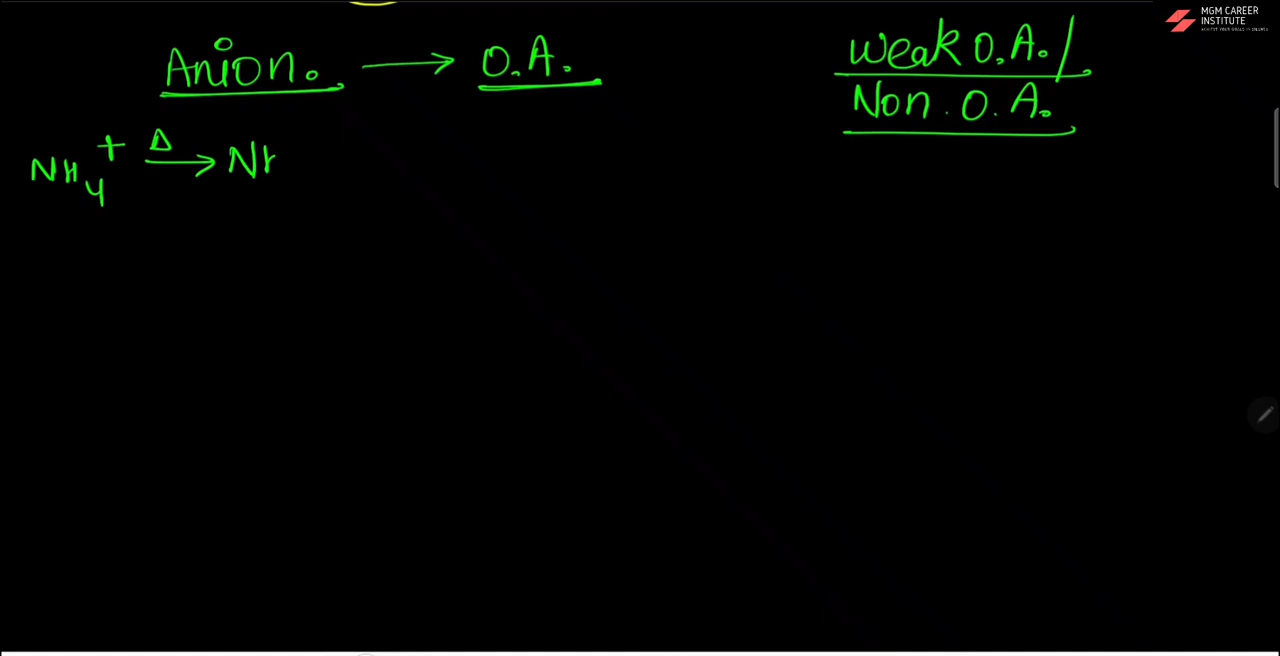 Anion. → O.A.
Weak O.A./
Non. O. A.
NH₄⁺ Δ→ NH
MGM CAREER
INSTITUTE